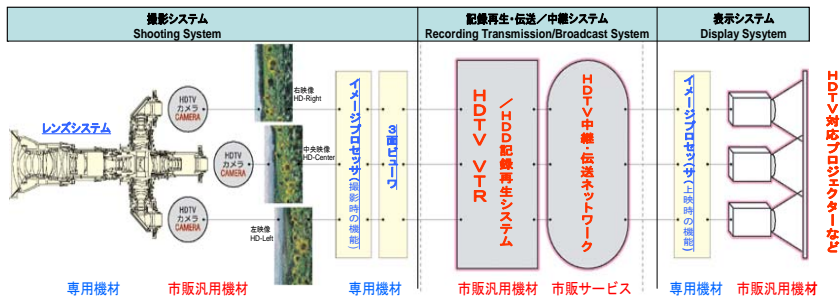 撮影システム
Shooting System
記録再生・伝送／中継システム
Recording Transmission/Broadcast System
表示システム
Display Sysytem
レンズシステム
HDTV
カメラ
CAMERA
HDTV
カメラ
CAMERA
HDTV
カメラ
CAMERA
右映像
HD-Right
中央映像
HD-Center
左映像
HD-Left
イメージプロセッサ(撮影時の機能)
3面ビューワ
HDTV VTR
／HDD記録再生システム
HDTV中継・伝送ネットワーク
イメージプロセッサ(上映時の機能)
HDTV対応プロジェクターなど
専用機材
市販汎用機材
専用機材
市販汎用機材
市販サービス
専用機材
市販汎用機材